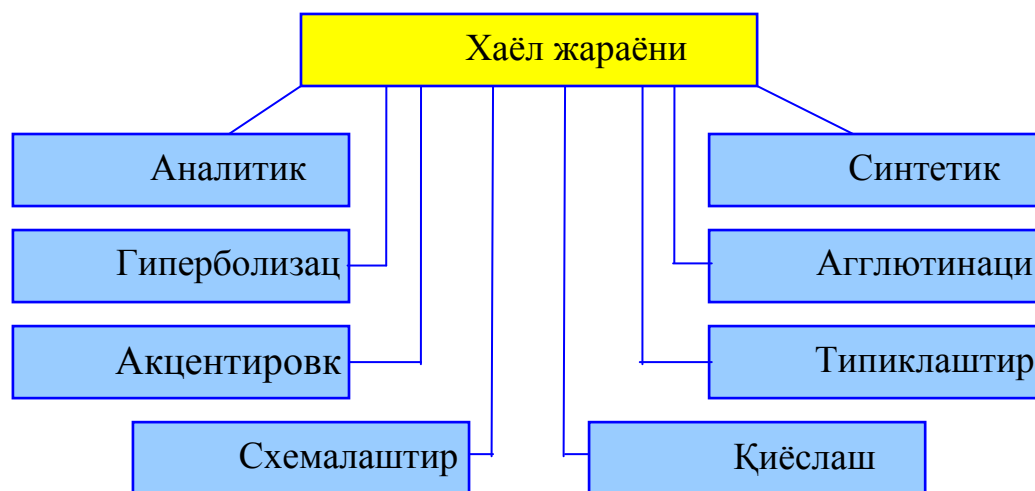 Хаёл жараёни
Аналитик
Синтетик
Гиперболизац
Агглютинаци
Акцентировк
Типиклаштир
Схемалаштир
Қиёслаш